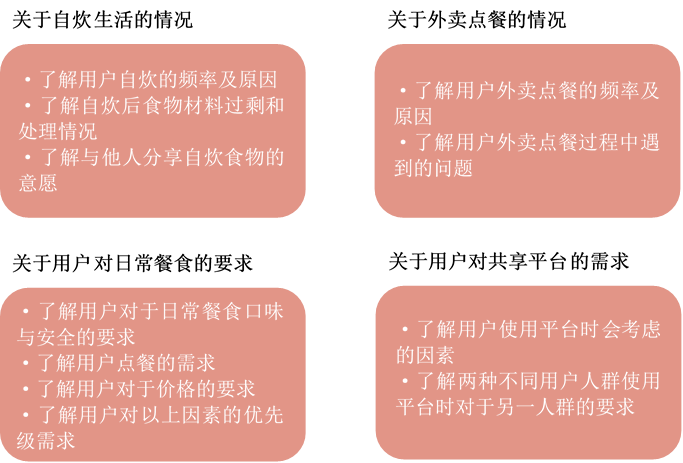 关于自炊生活的情况
•了解用户自炊的频率及原因
•了解自炊后食物材料过剩和
处理情况
•了解与他人分享自炊食物的
意愿
关于外卖点餐的情况
•了解用户外卖点餐的频率及
原因
•了解用户外卖点餐过程中遇
到的问题
关于用户对日常餐食的要求
•了解用户对于日常餐食口味
与安全的要求
•了解用户点餐的需求
•了解用户对于价格的要求
•了解用户对以上因素的优先
级需求
关于用户对共享平台的需求
•了解用户使用平台时会考虑
的因素
•了解两种不同用户人群使用
平台时对于另一人群的要求